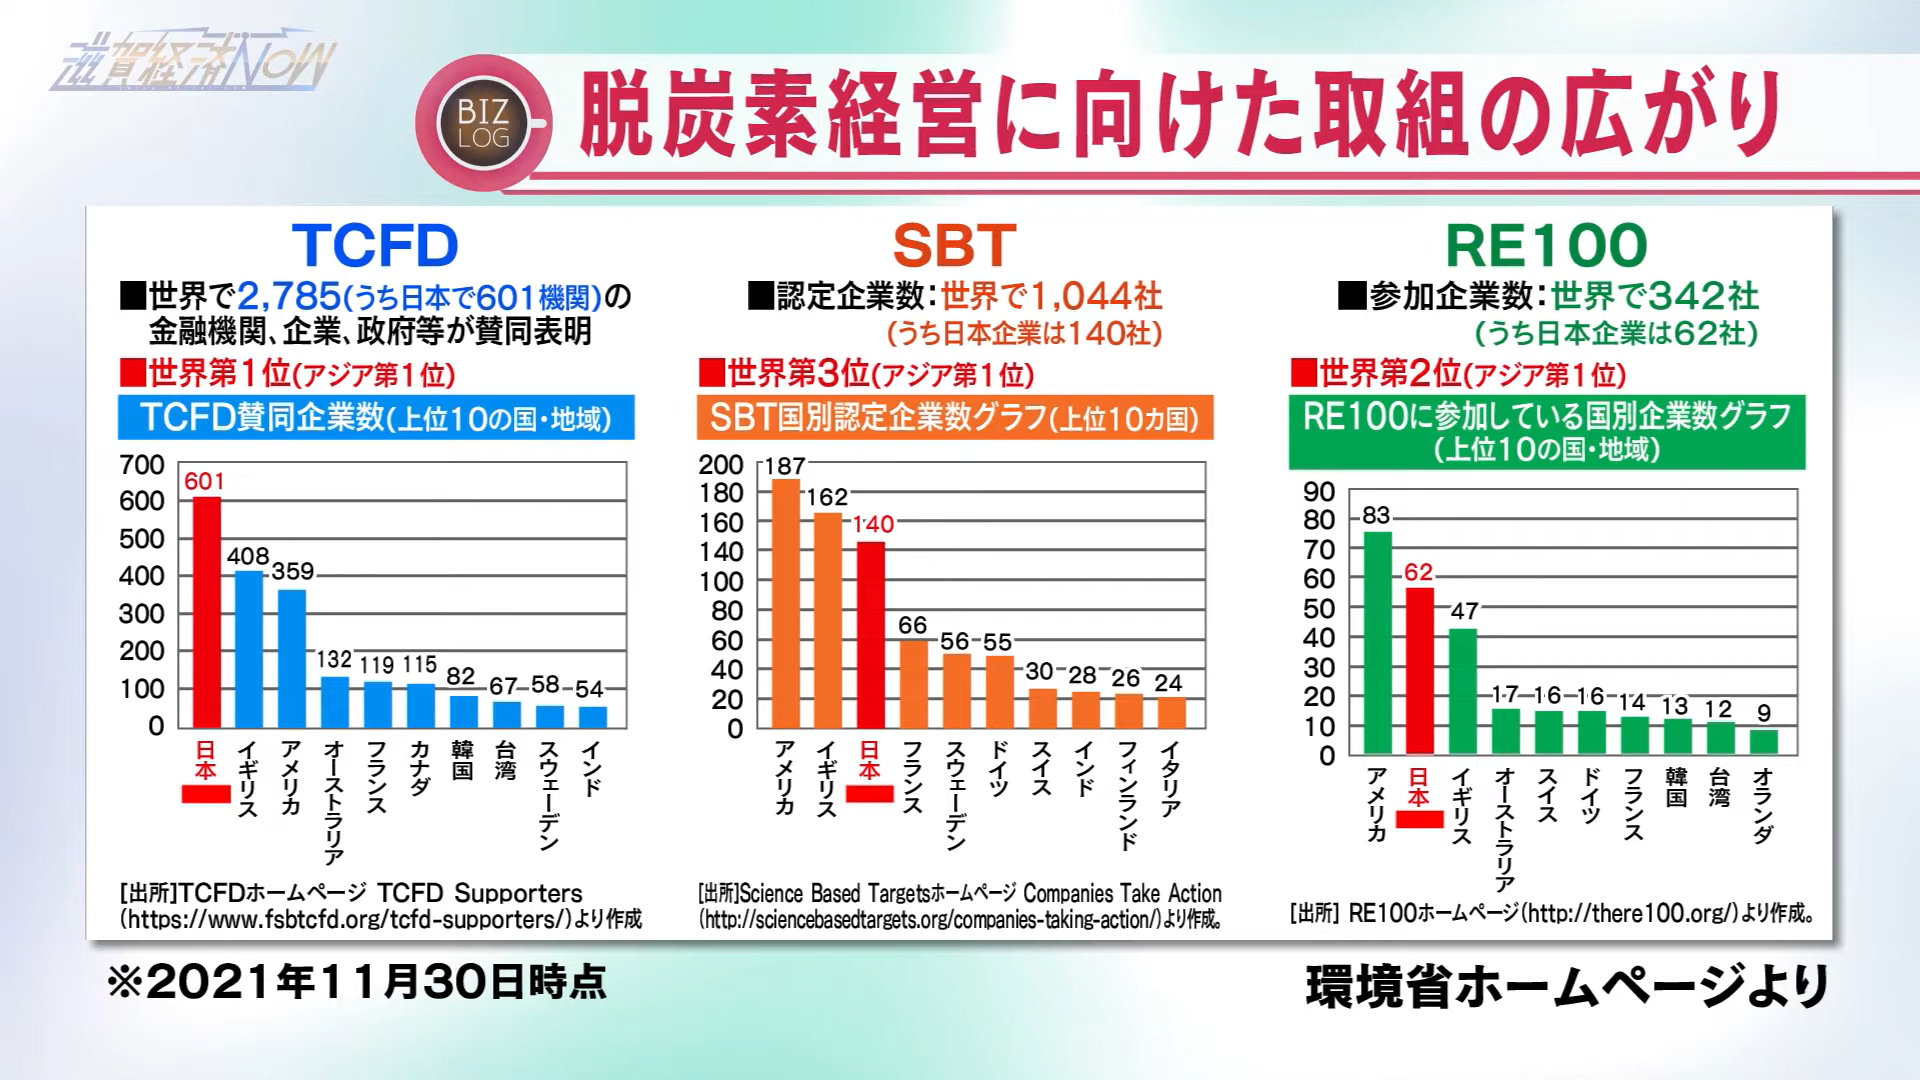 滋賀経済NOW
BIZ
LOG
脱炭素経営に向けた取組の広がり
TCFD
■世界で2,785(うち日本で601機関)の
金融機関、企業、政府等が賛同表明
■世界第1位(アジア第1位)
TCFD賛同企業数(上位10の国・地域)
700
600
500
400
300
200
100
0
601
408
359
132
119
115
82
67
58
54
日本
イギリス
アメリカ
オーストラリア
フランス
カナダ
韓国
台湾
スウェーデン
インド
[出所]TCFDホームページ TCFD Supporters
(https://www.fsbtcfd.org/tcfd-supporters/)より作成
SBT
■認定企業数：世界で1,044社
(うち日本企業は140社)
■世界第3位(アジア第1位)
SBT国別認定企業数グラフ(上位10カ国)
200
180
160
140
120
100
80
60
40
20
0
187
162
140
66
56
55
30
28
26
24
アメリカ
イギリス
日本
フランス
スウェーデン
ドイツ
スイス
インド
フィンランド
イタリア
[出所]Science Based Targetsホームページ Companies Take Action
(http://sciencebasedtargets.org/companies-taking-action/)より作成。
RE100
■参加企業数：世界で342社
(うち日本企業は62社)
■世界第2位(アジア第1位)
RE100に参加している国別企業数グラフ
(上位10の国・地域)
90
80
70
60
50
40
30
20
10
0
83
62
47
17
16
16
14
13
12
9
アメリカ
日本
イギリス
オーストラリア
スイス
ドイツ
フランス
韓国
台湾
オランダ
[出所] RE100ホームページ(http://there100.org/)より作成。
※2021年11月30日時点
環境省ホームページより